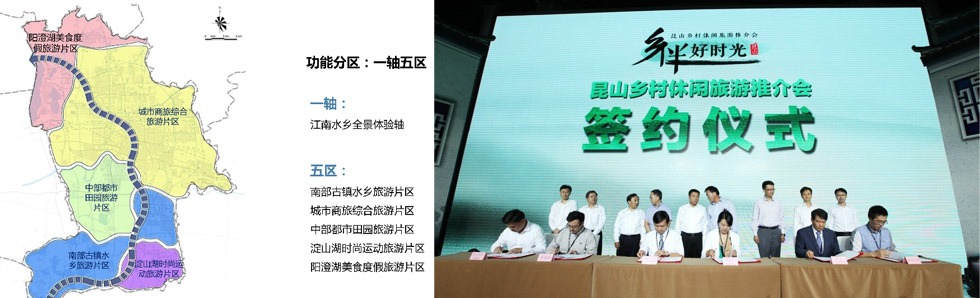 阳澄湖美食度
假旅游片区
城市商旅综合
旅游片区
中部都市
田园旅游
片区
南部古镇水
乡旅游片区
淀山湖时尚运
动旅游片区
功能分区：一轴五区
一轴：
江南水乡全景体验轴
五区：
南部古镇水乡旅游片区
城市商旅综合旅游片区
中部都市田园旅游片区
淀山湖时尚运动旅游片区
阳澄湖美食度假旅游片区
昆山乡村休闲旅游推介会
乡伴好时光
昆山乡村休闲旅游推介会
签约仪式